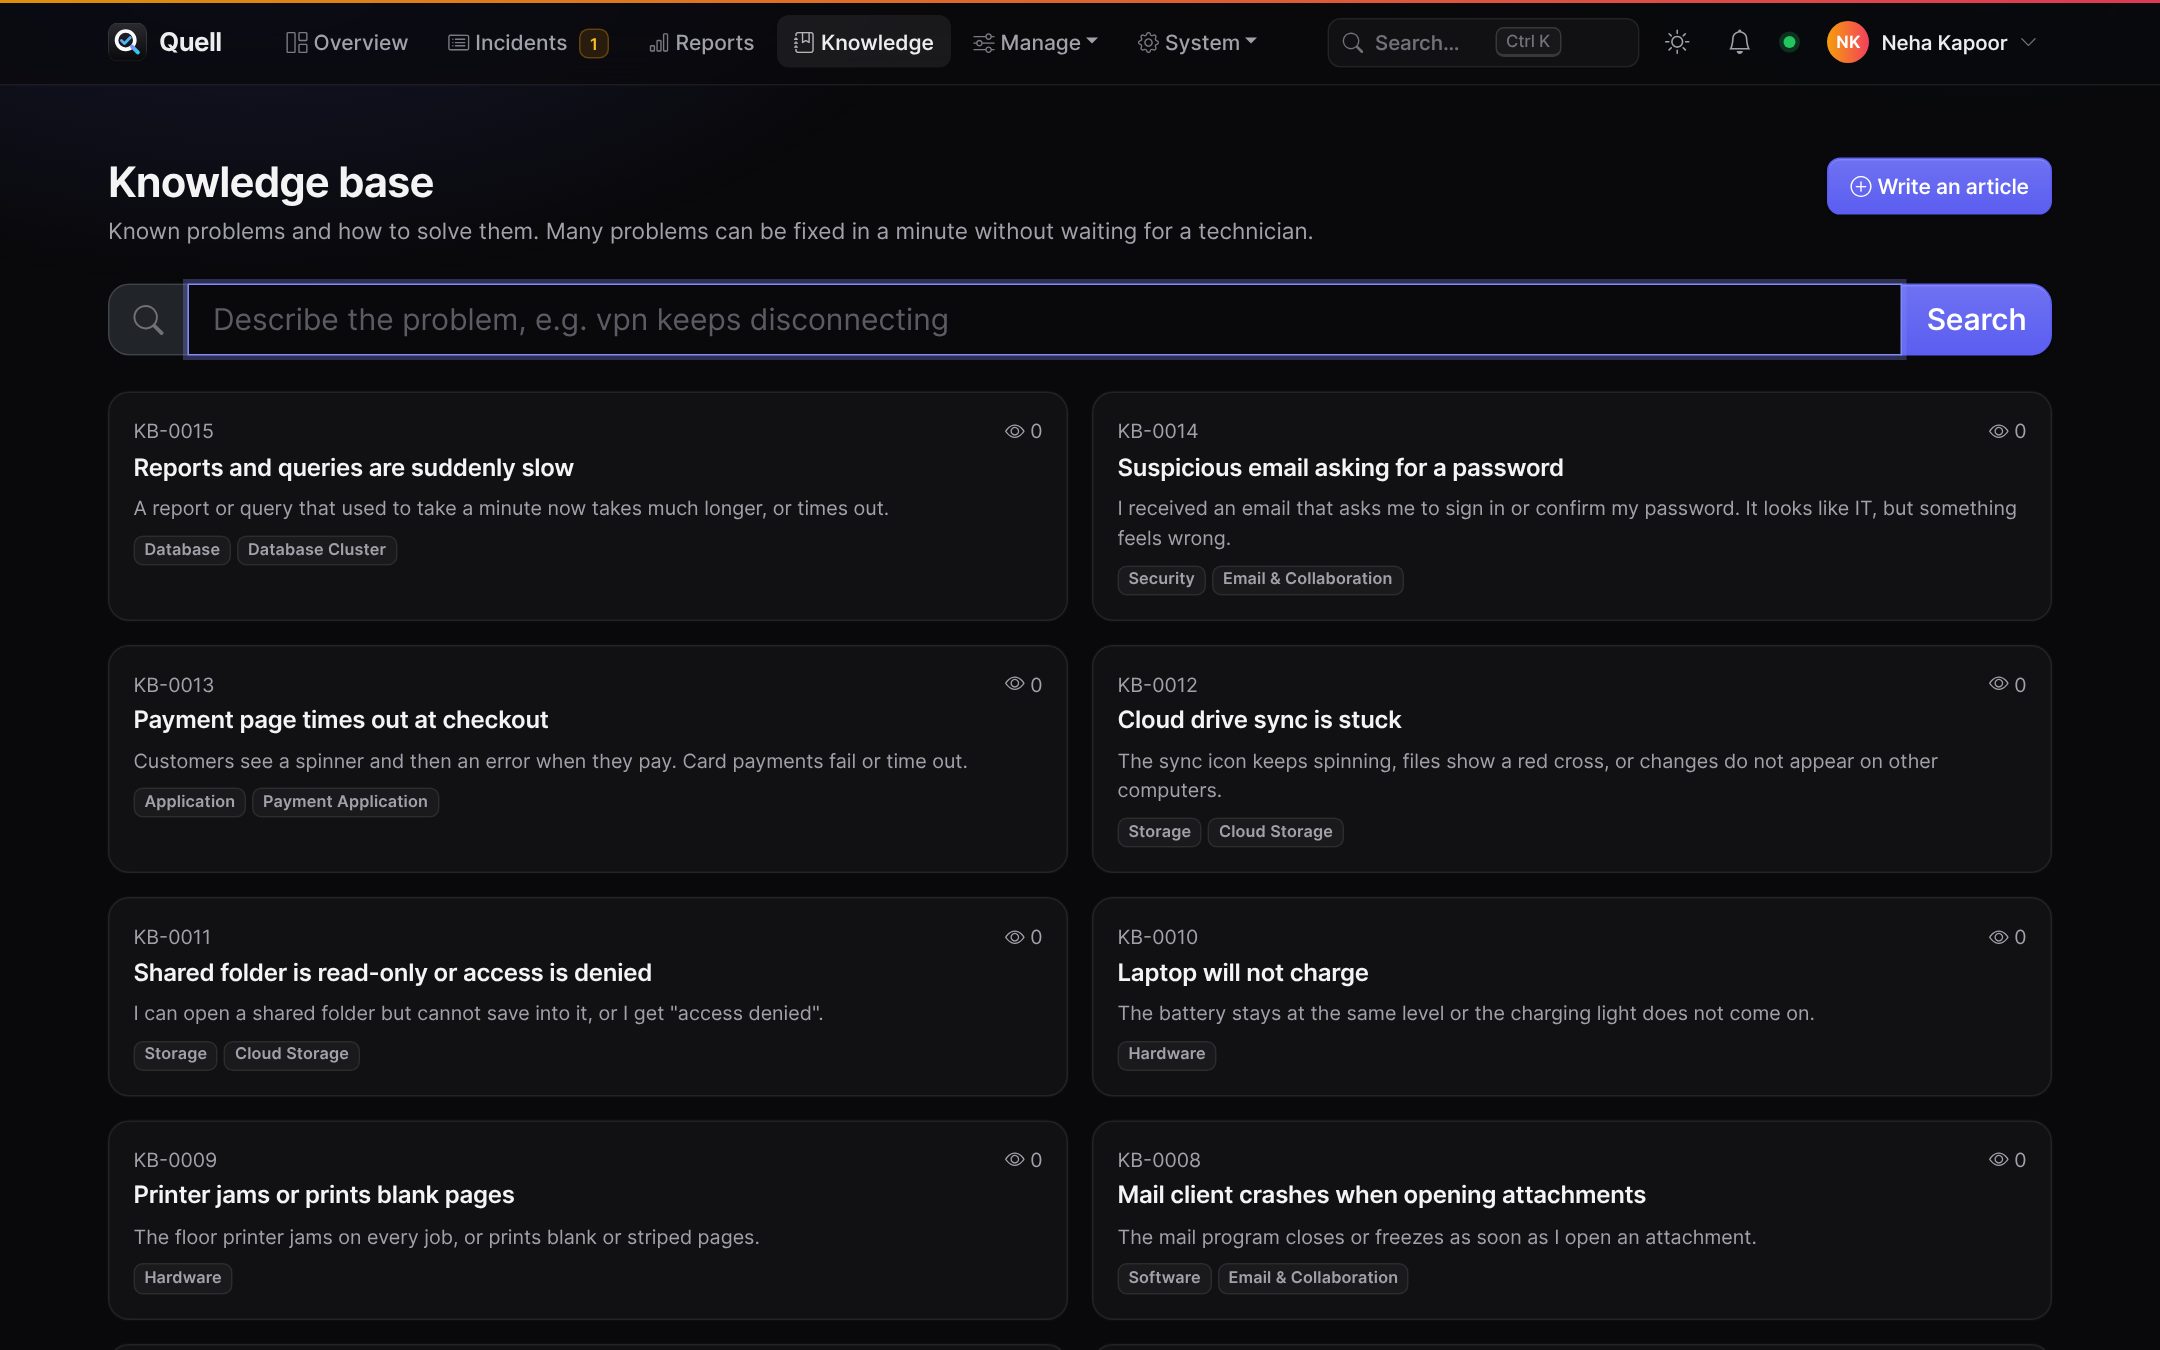 Quell
Overview
Incidents 1
Reports
Knowledge
Manage
System
Search... Ctrl K
NK Neha Kapoor
Knowledge base
Write an article
Known problems and how to solve them. Many problems can be fixed in a minute without waiting for a technician.
Describe the problem, e.g. vpn keeps disconnecting
Search
KB-0015 0
Reports and queries are suddenly slow
A report or query that used to take a minute now takes much longer, or times out.
Database Database Cluster
KB-0014 0
Suspicious email asking for a password
I received an email that asks me to sign in or confirm my password. It looks like IT, but something
feels wrong.
Security Email & Collaboration
KB-0013 0
Payment page times out at checkout
Customers see a spinner and then an error when they pay. Card payments fail or time out.
Application Payment Application
KB-0012 0
Cloud drive sync is stuck
The sync icon keeps spinning, files show a red cross, or changes do not appear on other
computers.
Storage Cloud Storage
KB-0011 0
Shared folder is read-only or access is denied
I can open a shared folder but cannot save into it, or I get "access denied".
Storage Cloud Storage
KB-0010 0
Laptop will not charge
The battery stays at the same level or the charging light does not come on.
Hardware
KB-0009 0
Printer jams or prints blank pages
The floor printer jams on every job, or prints blank or striped pages.
Hardware
KB-0008 0
Mail client crashes when opening attachments
The mail program closes or freezes as soon as I open an attachment.
Software Email & Collaboration